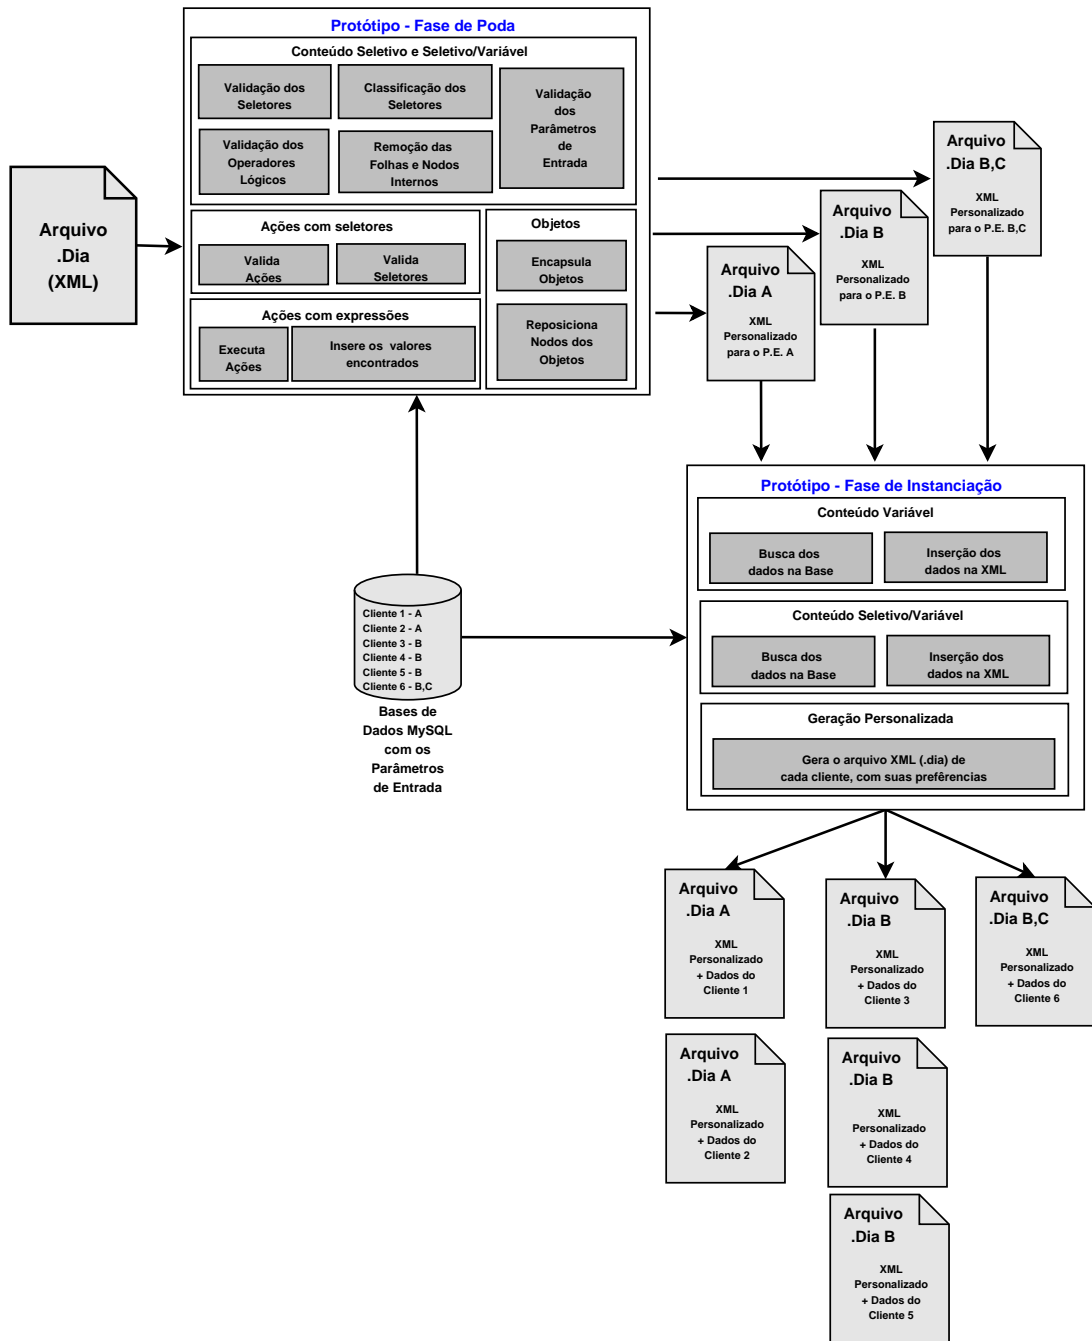 Protótipo - Fase de Poda
Conteúdo Seletivo e Seletivo/Variável
Validação dos
Seletores
Classificação dos
Seletores
Validação
dos
Parâmetros
de
Entrada
Validação dos
Operadores
Lógicos
Remoção das
Folhas e Nodos
Internos
Ações com seletores
Valida
Ações
Valida
Seletores
Objetos
Encapsula
Objetos
Reposiciona
Nodos dos
Objetos
Ações com expressões
Executa
Ações
Insere os valores
encontrados
Arquivo
.Dia
(XML)
Arquivo
.Dia B,C
XML
Personalizado
para o P.E. B,C
Arquivo
.Dia B
XML
Personalizado
para o P.E. B
Arquivo
.Dia A
XML
Personalizado
para o P.E. A
Protótipo - Fase de Instanciação
Conteúdo Variável
Busca dos
dados na Base
Inserção dos
dados na XML
Conteúdo Seletivo/Variável
Busca dos
dados na Base
Inserção dos
dados na XML
Geração Personalizada
Gera o arquivo XML (.dia) de
cada cliente, com suas prefêrencias
Cliente 1 - A
Cliente 2 - A
Cliente 3 - B
Cliente 4 - B
Cliente 5 - B
Cliente 6 - B,C
Bases de
Dados MySQL
com os
Parâmetros
de Entrada
Arquivo
.Dia A
XML
Personalizado
+ Dados do
Cliente 1
Arquivo
.Dia B
XML
Personalizado
+ Dados do
Cliente 3
Arquivo
.Dia B,C
XML
Personalizado
+ Dados do
Cliente 6
Arquivo
.Dia A
XML
Personalizado
+ Dados do
Cliente 2
Arquivo
.Dia B
XML
Personalizado
+ Dados do
Cliente 4
Arquivo
.Dia B
XML
Personalizado
+ Dados do
Cliente 5